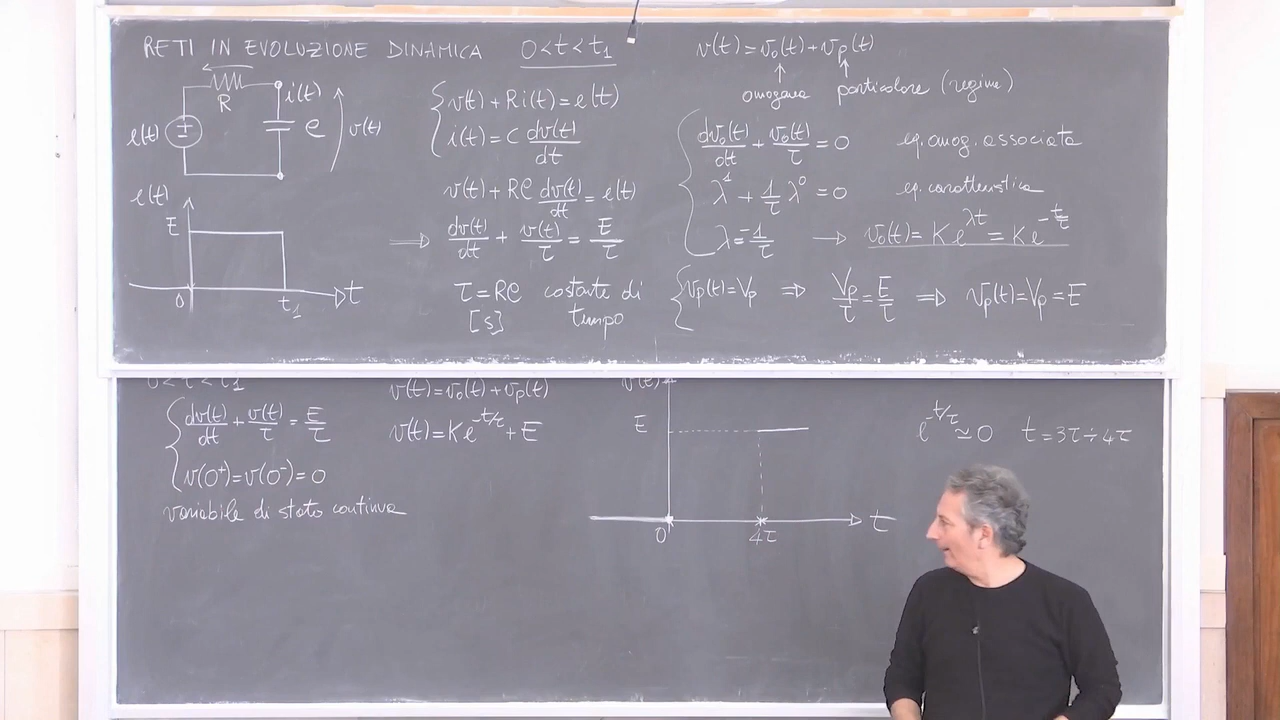 RETI IN EVOLUZIONE DINAMICA 0<t<t₁
R
i(t)
e(t)
C
v(t)
e(t)
E
0
t₁
t
v(t)+Ri(t)=e(t)
i(t)=C dv(t)/dt
v(t)+RC dv(t)/dt=e(t)
⇒ dv(t)/dt + v(t)/τ = E/τ
τ=RC costante di
[s] tempo
v(t)=v₀(t)+vₚ(t)
omogenea particolare (regime)
dv₀(t)/dt + v₀(t)/τ = 0 eq. omog. associata
λ¹ + 1/τ λ⁰ = 0 eq. caratteristica
λ=-1/τ → v₀(t)=Ke^λt=Ke^-t/τ
vₚ(t)=Vₚ ⇒ Vₚ/τ=E/τ ⇒ vₚ(t)=Vₚ=E
0<t<t₁
dv(t)/dt + v(t)/τ = E/τ
v(0⁺)=v(0⁻)=0
variabile di stato continua
v(t)=v₀(t)+vₚ(t)
v(t)=Ke^-t/τ+E
v(t)
E
0
4τ
t
e^-t/τ≃0 t=3τ÷4τ